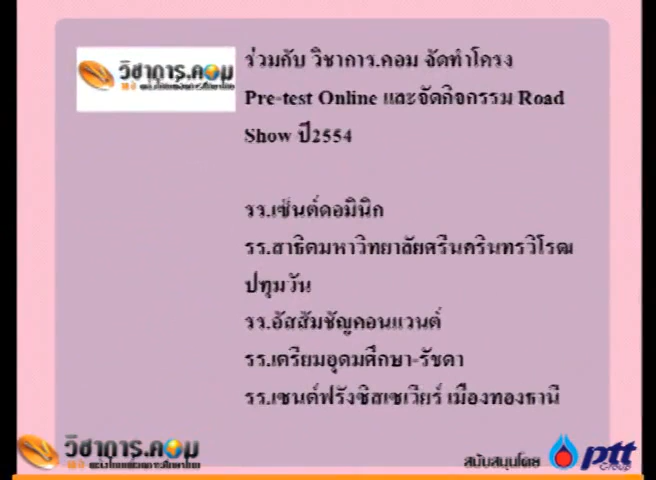 วิชาการ.คอม
ร่วมกับ วิชาการ.คอม จัดทำโครง
Pre-test Online และจัดกิจกรรม Road
Show ปี2554
รร.เซ็นต์ดอมินิก
รร.สาธิตมหาวิทยาลัยศรีนครินทรวิโรฒ
ปทุมวัน
รร.อัสสัมชัญคอนแวนต์
รร.เตรียมอุดมศึกษา-รัชดา
รร.เซนต์ฟรังซิสเซเวียร์ เมืองทองธานี
วิชาการ.คอม
สนับสนุนโดย ptt
Group